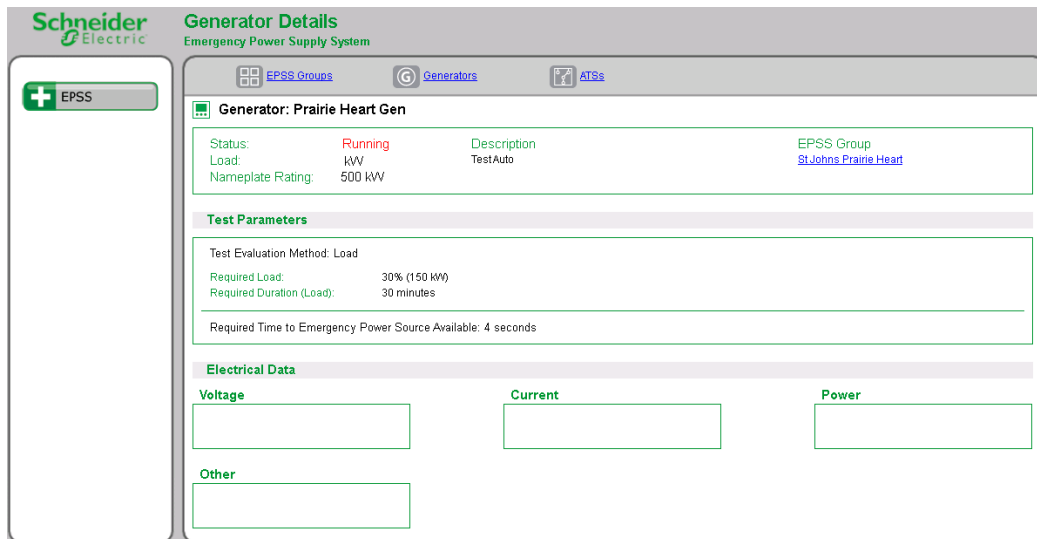 Schneider
Electric
Generator Details
Emergency Power Supply System
EPSS
EPSS Groups
Generators
ATSs
Generator: Prairie Heart Gen
Status: Running
Description
EPSS Group
Load: kW
TestAuto
StJohns Prairie Heart
Nameplate Rating: 500 kW
Test Parameters
Test Evaluation Method: Load
Required Load: 30% (150 kW)
Required Duration (Load): 30 minutes
Required Time to Emergency Power Source Available: 4 seconds
Electrical Data
Voltage
Current
Power
Other